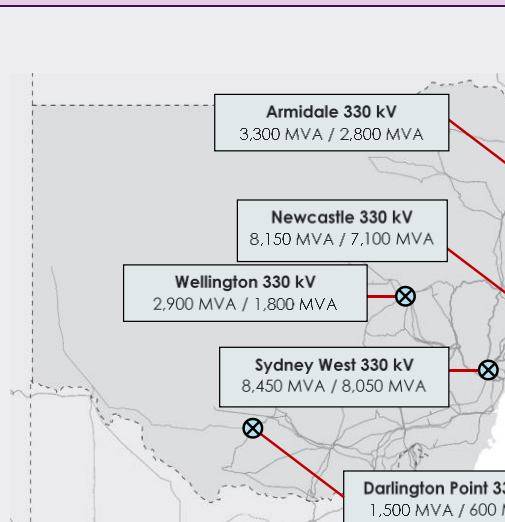 Armidale 330 kV
3,300 MVA / 2,800 MVA
Newcastle 330 kV
8,150 MVA / 7,100 MVA
Wellington 330 kV
2,900 MVA / 1,800 MVA
Sydney West 330 kV
8,450 MVA / 8,050 MVA
Darlington Point 33
1,500 MVA / 600 M